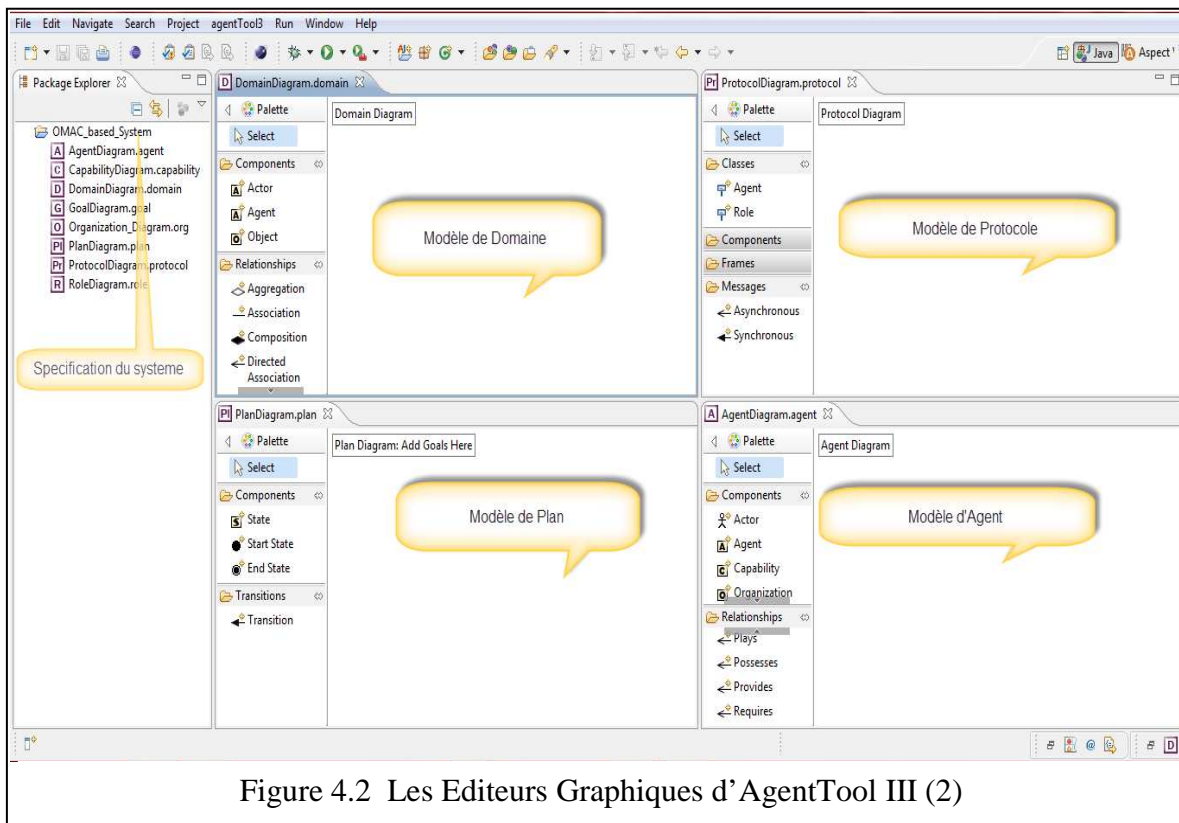 File Edit Navigate Search Project agentTool3 Run Window Help
Java Aspect
Package Explorer
OMAC_based_System
A AgentDiagram.agent
C CapabilityDiagram.capability
D DomainDiagram.domain
G GoalDiagram.goal
O Organization_Diagram.org
Pl PlanDiagram.plan
Pr ProtocolDiagram.protocol
R RoleDiagram.role
Specification du systeme
D DomainDiagram.domain
Palette
Select
Components
Actor
Agent
Object
Relationships
Aggregation
Association
Composition
Directed
Association
Domain Diagram
Modèle de Domaine
Pr ProtocolDiagram.protocol
Palette
Select
Classes
Agent
Role
Components
Frames
Messages
Asynchronous
Synchronous
Protocol Diagram
Modèle de Protocole
Pl PlanDiagram.plan
Palette
Select
Components
State
Start State
End State
Transitions
Transition
Plan Diagram: Add Goals Here
Modèle de Plan
A AgentDiagram.agent
Palette
Select
Components
Actor
Agent
Capability
Organization
Relationships
Plays
Possesses
Provides
Requires
Agent Diagram
Modèle d'Agent
D
Figure 4.2 Les Editeurs Graphiques d’AgentTool III (2)